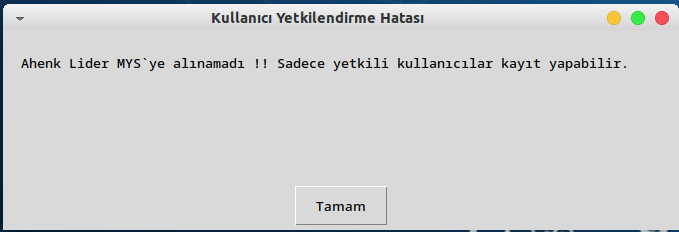 Kullanıcı Yetkilendirme Hatası
Ahenk Lider MYS`ye alınamadı !! Sadece yetkili kullanıcılar kayıt yapabilir.
Tamam